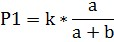 P1 = k * a / (a + b)